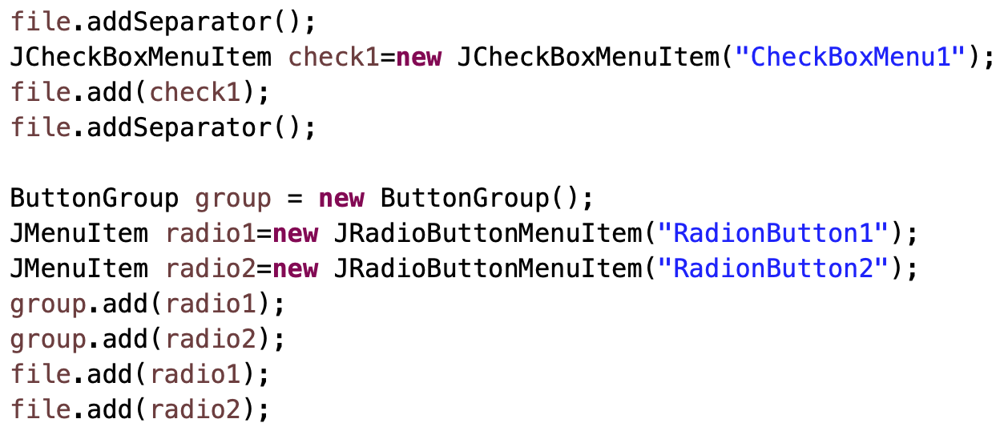 file.addSeparator();
JCheckBoxMenuItem check1=new JCheckBoxMenuItem("CheckBoxMenu1");
file.add(check1);
file.addSeparator();
ButtonGroup group = new ButtonGroup();
JMenuItem radio1=new JRadioButtonMenuItem("RadionButton1");
JMenuItem radio2=new JRadioButtonMenuItem("RadionButton2");
group.add(radio1);
group.add(radio2);
file.add(radio1);
file.add(radio2);